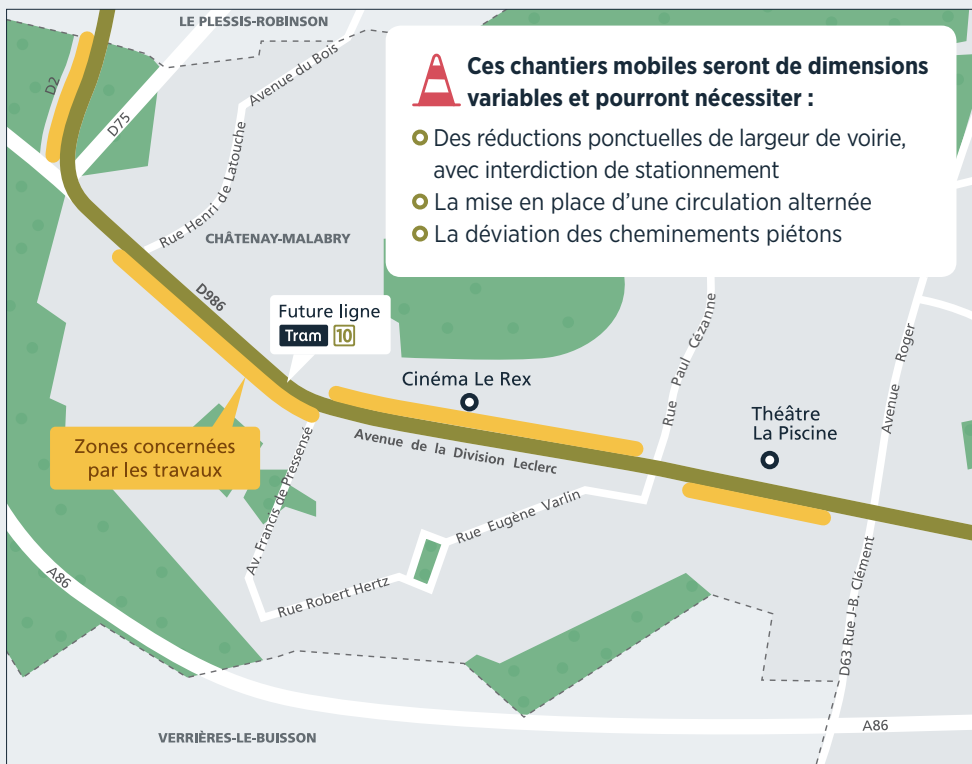 LE PLESSIS-ROBINSON
Avenue du Bois
D2
D75
Ces chantiers mobiles seront de dimensions
variables et pourront nécessiter :
Des réductions ponctuelles de largeur de voirie,
avec interdiction de stationnement
La mise en place d’une circulation alternée
La déviation des cheminements piétons
Rue Henri de Latouche
CHÂTENAY-MALABRY
D986
Future ligne
Tram 10
Rue Paul Cézanne
Avenue Roger
Cinéma Le Rex
Théâtre
La Piscine
Zones concernées
par les travaux
Avenue de la Division Leclerc
Av. Francis de Pressensé
Rue Eugène Varlin
Rue Robert Hertz
D63 Rue J-B. Clément
A86
A86
VERRIÈRES-LE-BUISSON